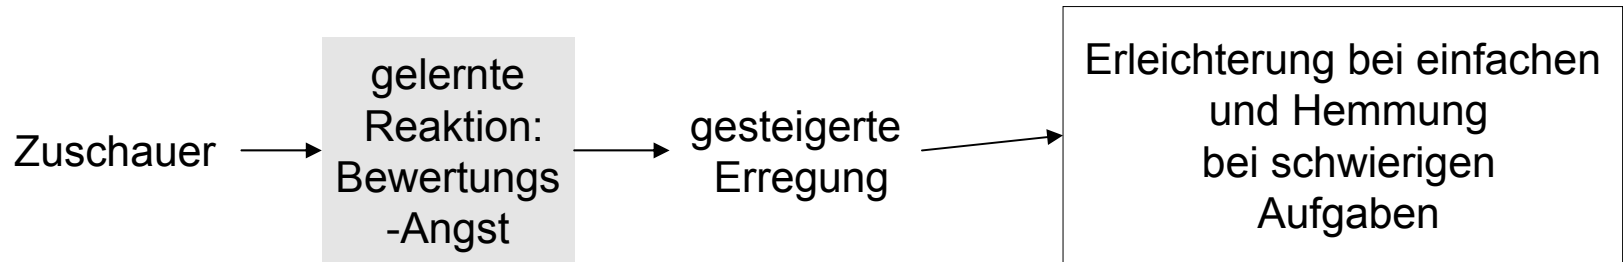 Zuschauer
gelernte
Reaktion:
Bewertungs
-Angst
gesteigerte
Erregung
Erleichterung bei einfachen
und Hemmung
bei schwierigen
Aufgaben